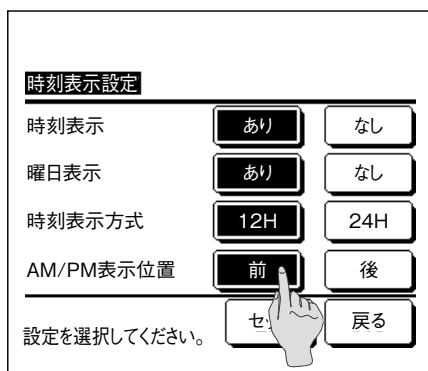 時刻表示設定
時刻表示 あり なし
曜日表示 あり なし
時刻表示方式 12H 24H
AM/PM表示位置 前 後
設定を選択してください。 セ 戻る